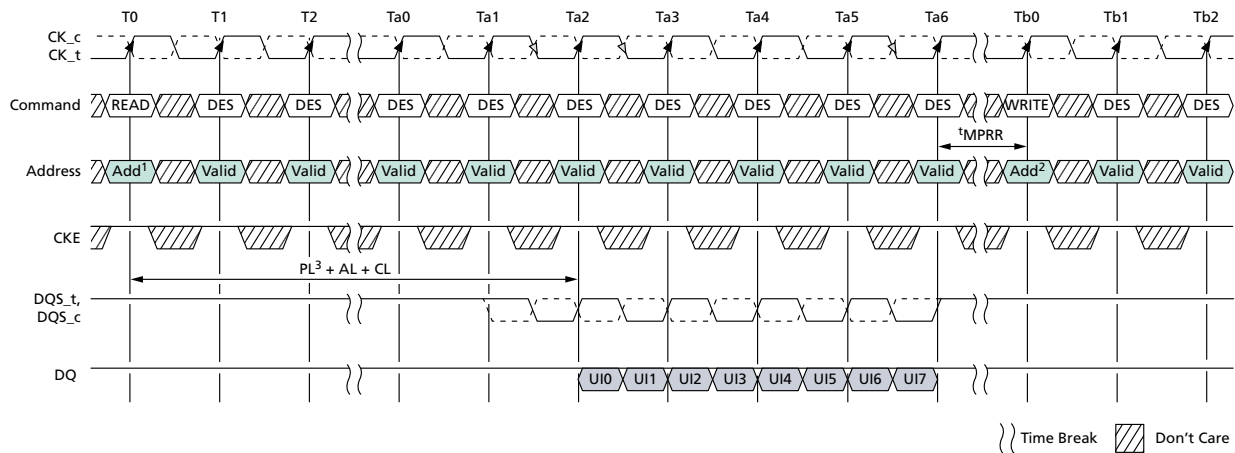 T0 T1 T2 Ta0 Ta1 Ta2 Ta3 Ta4 Ta5 Ta6 Tb0 Tb1 Tb2
CK_c
CK_t
Command READ DES DES DES DES DES DES DES DES DES WRITE DES DES
tMPRR
Address Add1 Valid Valid Valid Valid Valid Valid Valid Valid Valid Add2 Valid Valid
CKE
PL3 + AL + CL
DQS_t,
DQS_c
DQ UI0 UI1 UI2 UI3 UI4 UI5 UI6 UI7
Time Break Don't Care